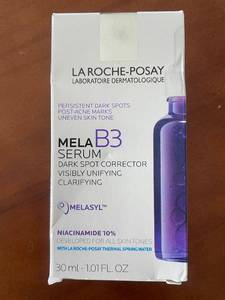 LA ROCHE-POSAY
LABORATOIRE DERMATOLOGIQUE
PERSISTENT DARK SPOTS
POST-ACNE MARKS
UNEVEN SKIN TONE
MELA B3
SERUM
DARK SPOT CORRECTOR
VISIBLY UNIFYING
CLARIFYING
MELASYL™
NIACINAMIDE 10%
DEVELOPED FOR ALL SKIN TONES
WITH LA ROCHE-POSAY THERMAL SPRING WATER
30 ml - 1.01 FL. OZ